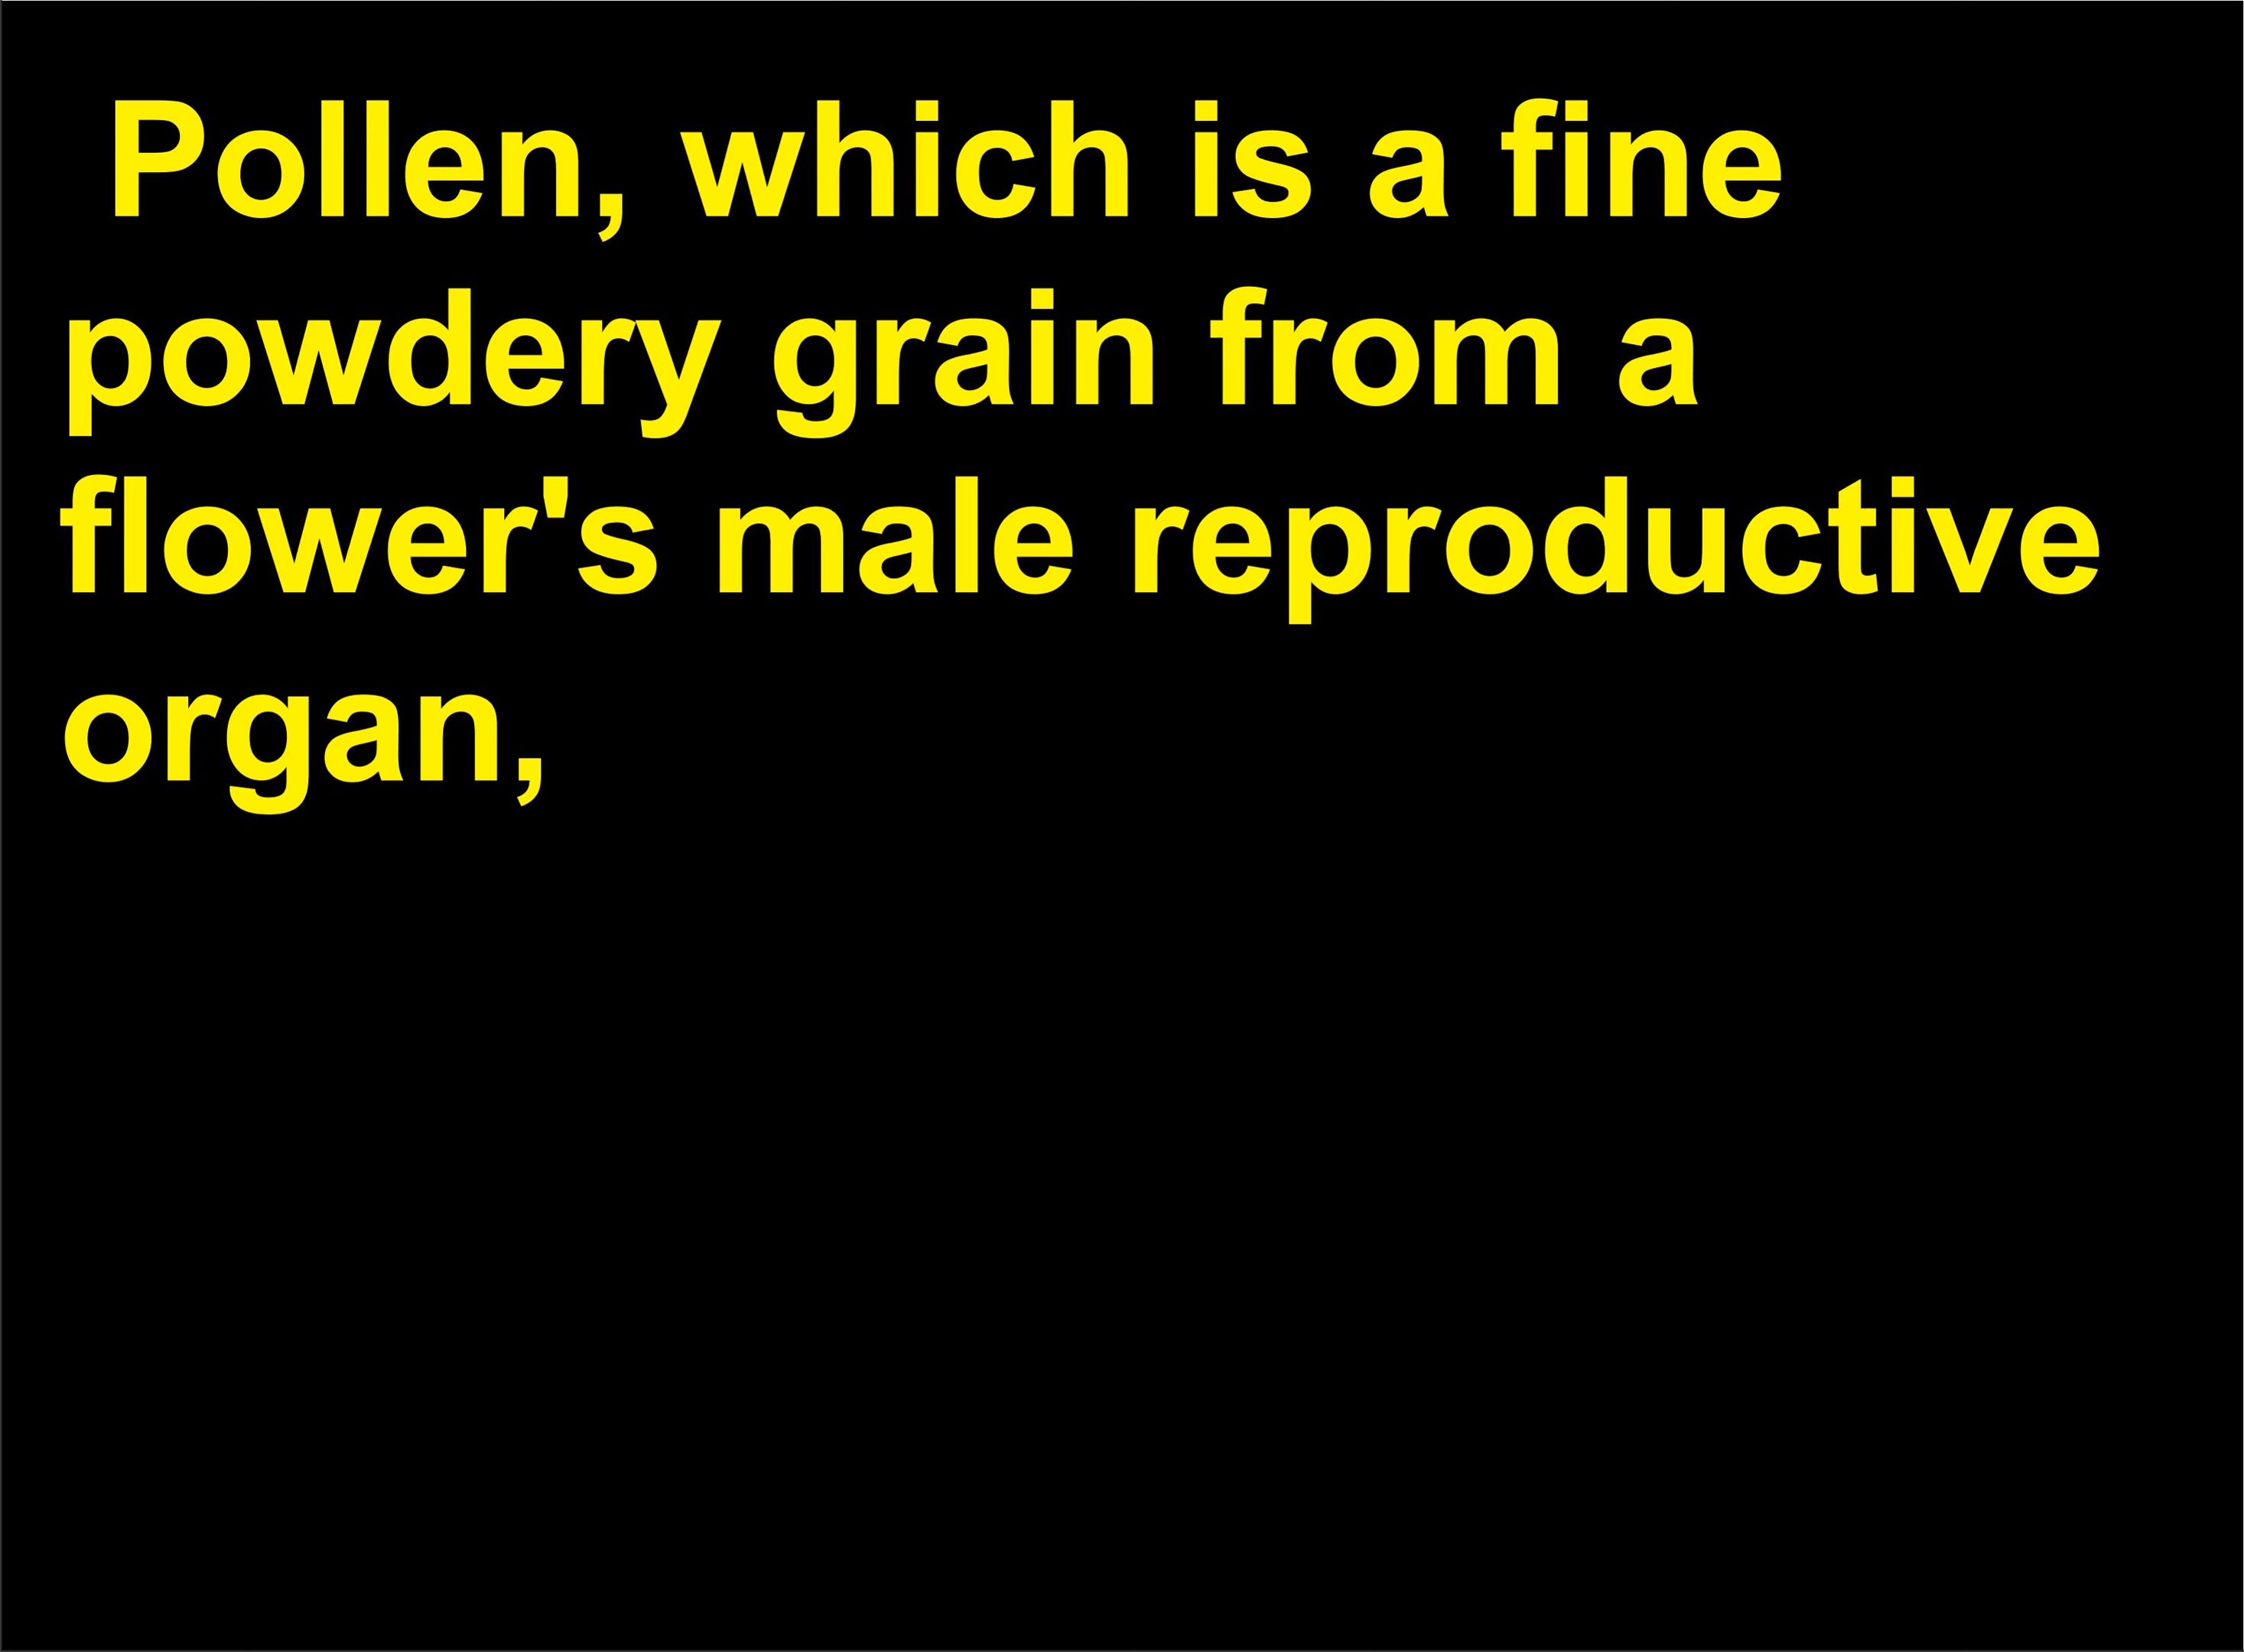 Pollen, which is a fine
powdery grain from a
flower's male reproductive
organ,